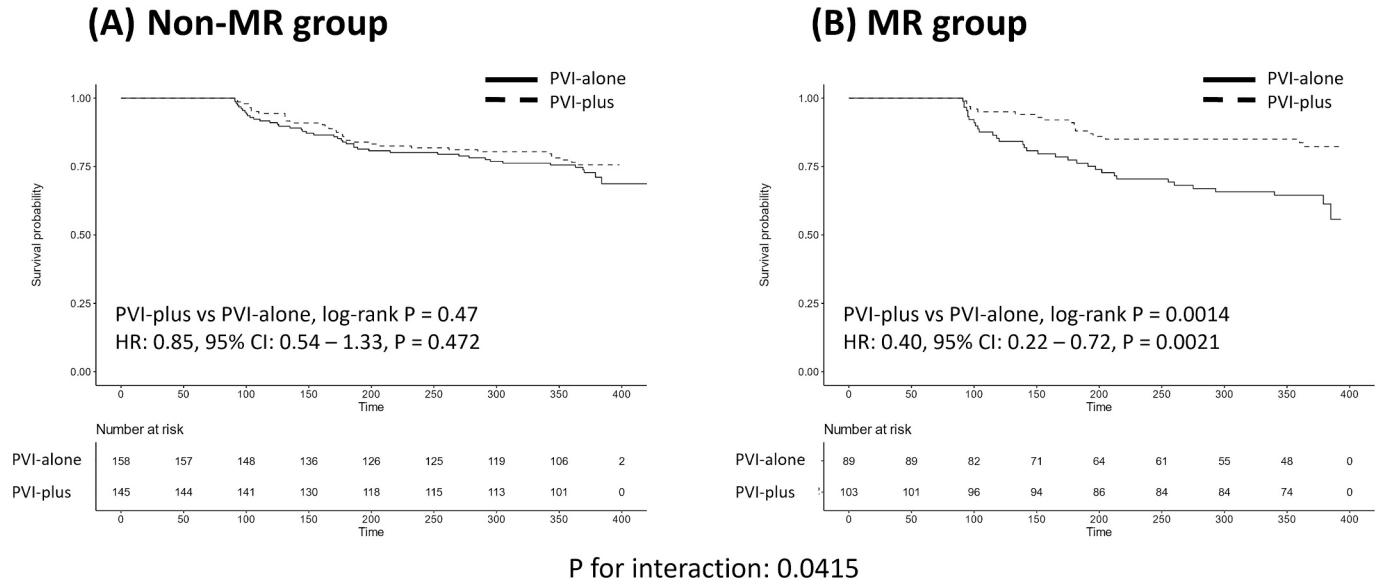 (A) Non-MR group
PVI-alone
PVI-plus
1.00
0.75
0.50
0.25
0.00
Survival probability
PVI-plus vs PVI-alone, log-rank P = 0.47
HR: 0.85, 95% CI: 0.54 – 1.33, P = 0.472
0 50 100 150 200 250 300 350 400
Time
Number at risk
PVI-alone 158 157 148 136 126 125 119 106 2
PVI-plus 145 144 141 130 118 115 113 101 0
0 50 100 150 200 250 300 350 400
Time
(B) MR group
PVI-alone
PVI-plus
1.00
0.75
0.50
0.25
0.00
Survival probability
PVI-plus vs PVI-alone, log-rank P = 0.0014
HR: 0.40, 95% CI: 0.22 – 0.72, P = 0.0021
0 50 100 150 200 250 300 350 400
Time
Number at risk
PVI-alone 89 89 82 71 64 61 55 48 0
PVI-plus 103 101 96 94 86 84 84 74 0
0 50 100 150 200 250 300 350 400
Time
P for interaction: 0.0415